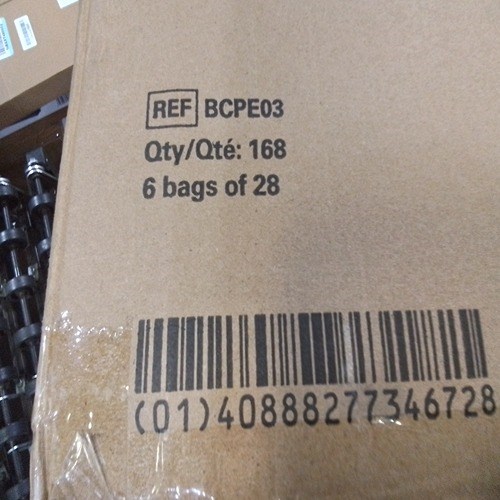 REF BCPE03
Qty/Qté: 168
6 bags of 28
(01)40888277346728